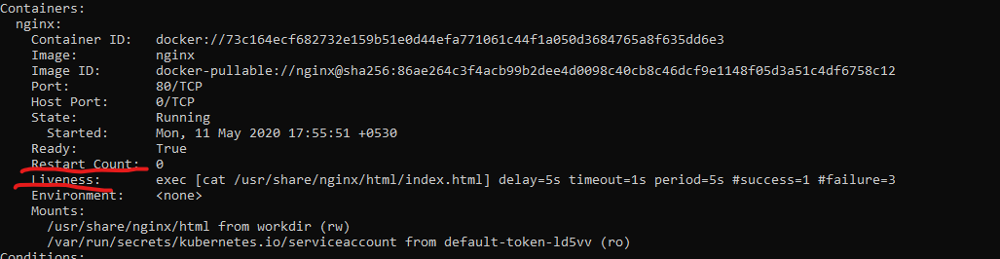 Containers:
nginx:
Container ID: docker://73c164ecf682732e159b51e0d44efa771061c44f1a050d3684765a8f635dd6e3
Image: nginx
Image ID: docker-pullable://nginx@sha256:86ae264c3f4acb99b2dee4d0098c40cb8c46dcf9e1148f05d3a51c4df6758c12
Port: 80/TCP
Host Port: 0/TCP
State: Running
Started: Mon, 11 May 2020 17:55:51 +0530
Ready: True
Restart Count: 0
Liveness: exec [cat /usr/share/nginx/html/index.html] delay=5s timeout=1s period=5s #success=1 #failure=3
Environment: <none>
Mounts:
/usr/share/nginx/html from workdir (rw)
/var/run/secrets/kubernetes.io/serviceaccount from default-token-ld5vv (ro)
Conditions: